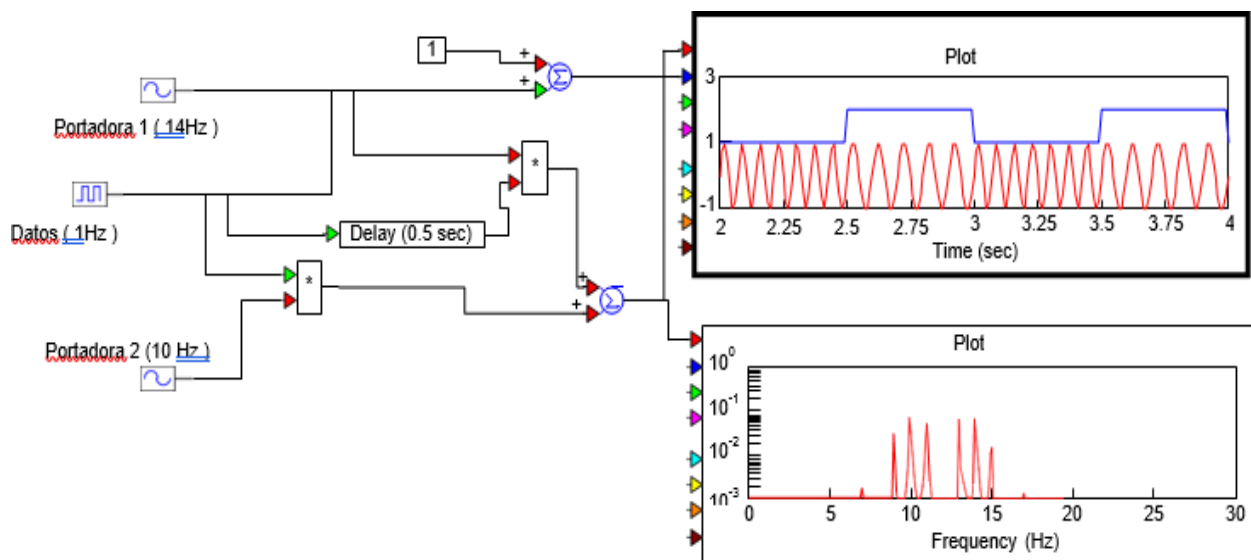 1
+
+
Portadora 1 ( 14Hz )
Datos ( 1Hz )
Delay (0.5 sec)
*
*
+
+
Portadora 2 (10 Hz )
Plot
3
1
-1
2 2.5 2.75 2.25 3 3.25 3.5 3.75 4
Time (sec)
Plot
10⁰
10⁻¹
10⁻²
10⁻³
0 5 10 15 20 25 30
Frequency (Hz)
Σ
Σ